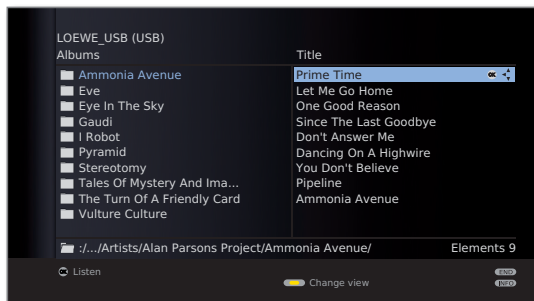 LOEWE_USB (USB)
Albums
Title
Ammonia Avenue
Prime Time
OK
Eve
Let Me Go Home
Eye In The Sky
One Good Reason
Gaudi
Since The Last Goodbye
I Robot
Don't Answer Me
Pyramid
Dancing On A Highwire
Stereotomy
You Don't Believe
Tales Of Mystery And Ima...
Pipeline
The Turn Of A Friendly Card
Ammonia Avenue
Vulture Culture
:/.../Artists/Alan Parsons Project/Ammonia Avenue/
Elements 9
OK Listen
END
Change view
INFO